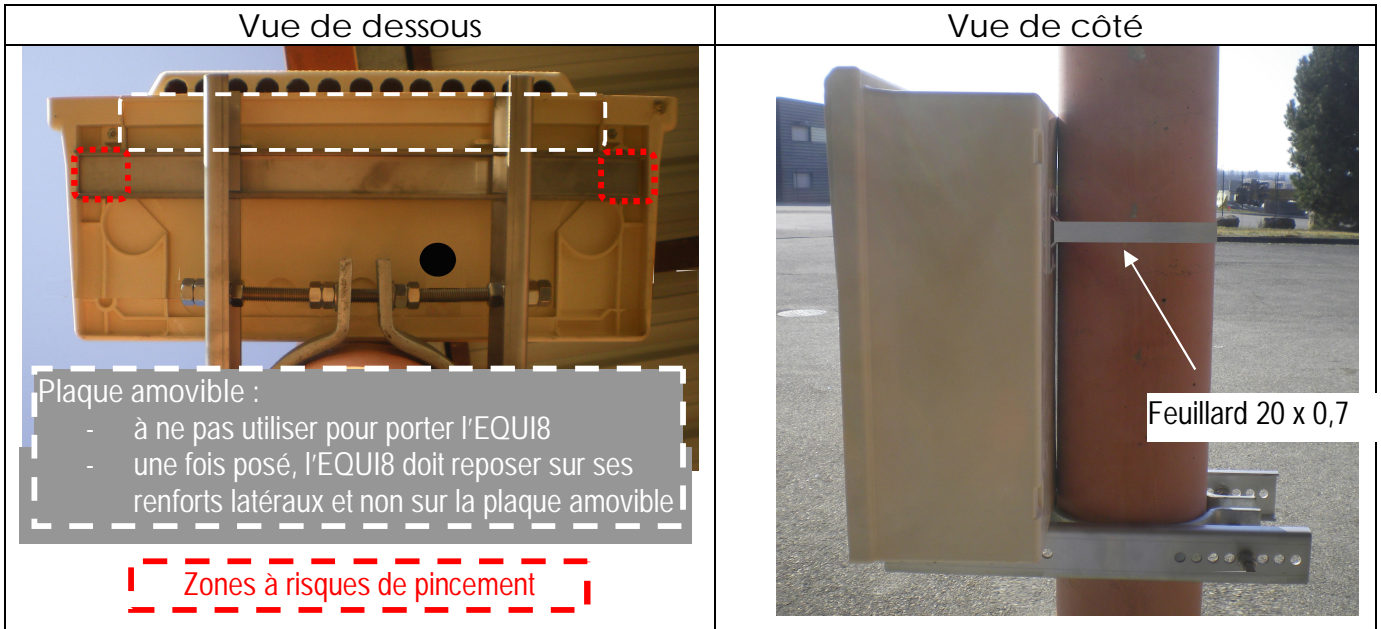 Vue de dessous
Vue de côté
Plaque amovible :
- à ne pas utiliser pour porter l'EQUI8
- une fois posé, l'EQUI8 doit reposer sur ses
renforts latéraux et non sur la plaque amovible
Zones à risques de pincement
Feuillard 20 x 0,7